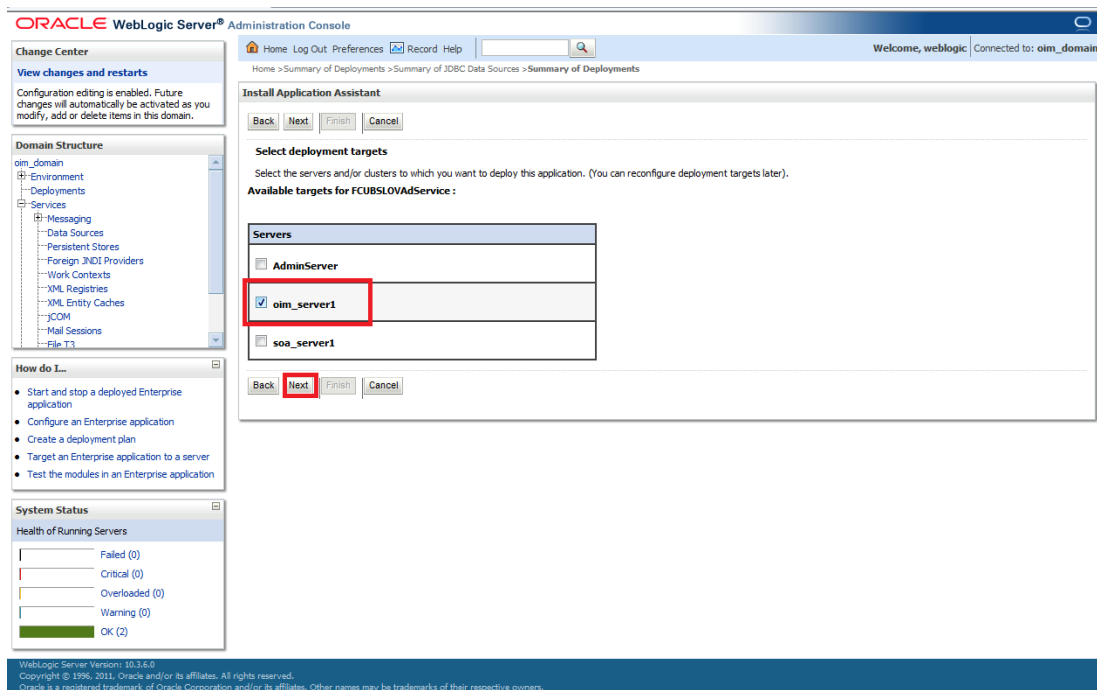 ORACLE WebLogic Server® Administration Console
Change Center
View changes and restarts
Configuration editing is enabled. Future
changes will automatically be activated as you
modify, add or delete items in this domain.
Domain Structure
oim_domain
Environment
Deployments
Services
Messaging
Data Sources
Persistent Stores
Foreign JNDI Providers
Work Contexts
XML Registries
XML Entity Caches
jCOM
Mail Sessions
File T3
How do I...
Start and stop a deployed Enterprise
application
Configure an Enterprise application
Create a deployment plan
Target an Enterprise application to a server
Test the modules in an Enterprise application
System Status
Health of Running Servers
Failed (0)
Critical (0)
Overloaded (0)
Warning (0)
OK (2)
Home Log Out Preferences Record Help
Welcome, weblogic Connected to: oim_domain
Home >Summary of Deployments >Summary of JDBC Data Sources >Summary of Deployments
Install Application Assistant
Back Next Finish Cancel
Select deployment targets
Select the servers and/or clusters to which you want to deploy this application. (You can reconfigure deployment targets later).
Available targets for FCUBSLOVAdService :
Servers
AdminServer
oim_server1
soa_server1
Back Next Finish Cancel
WebLogic Server Version: 10.3.6.0
Copyright © 1996, 2011, Oracle and/or its affiliates. All rights reserved.
Oracle is a registered trademark of Oracle Corporation and/or its affiliates. Other names may be trademarks of their respective owners.